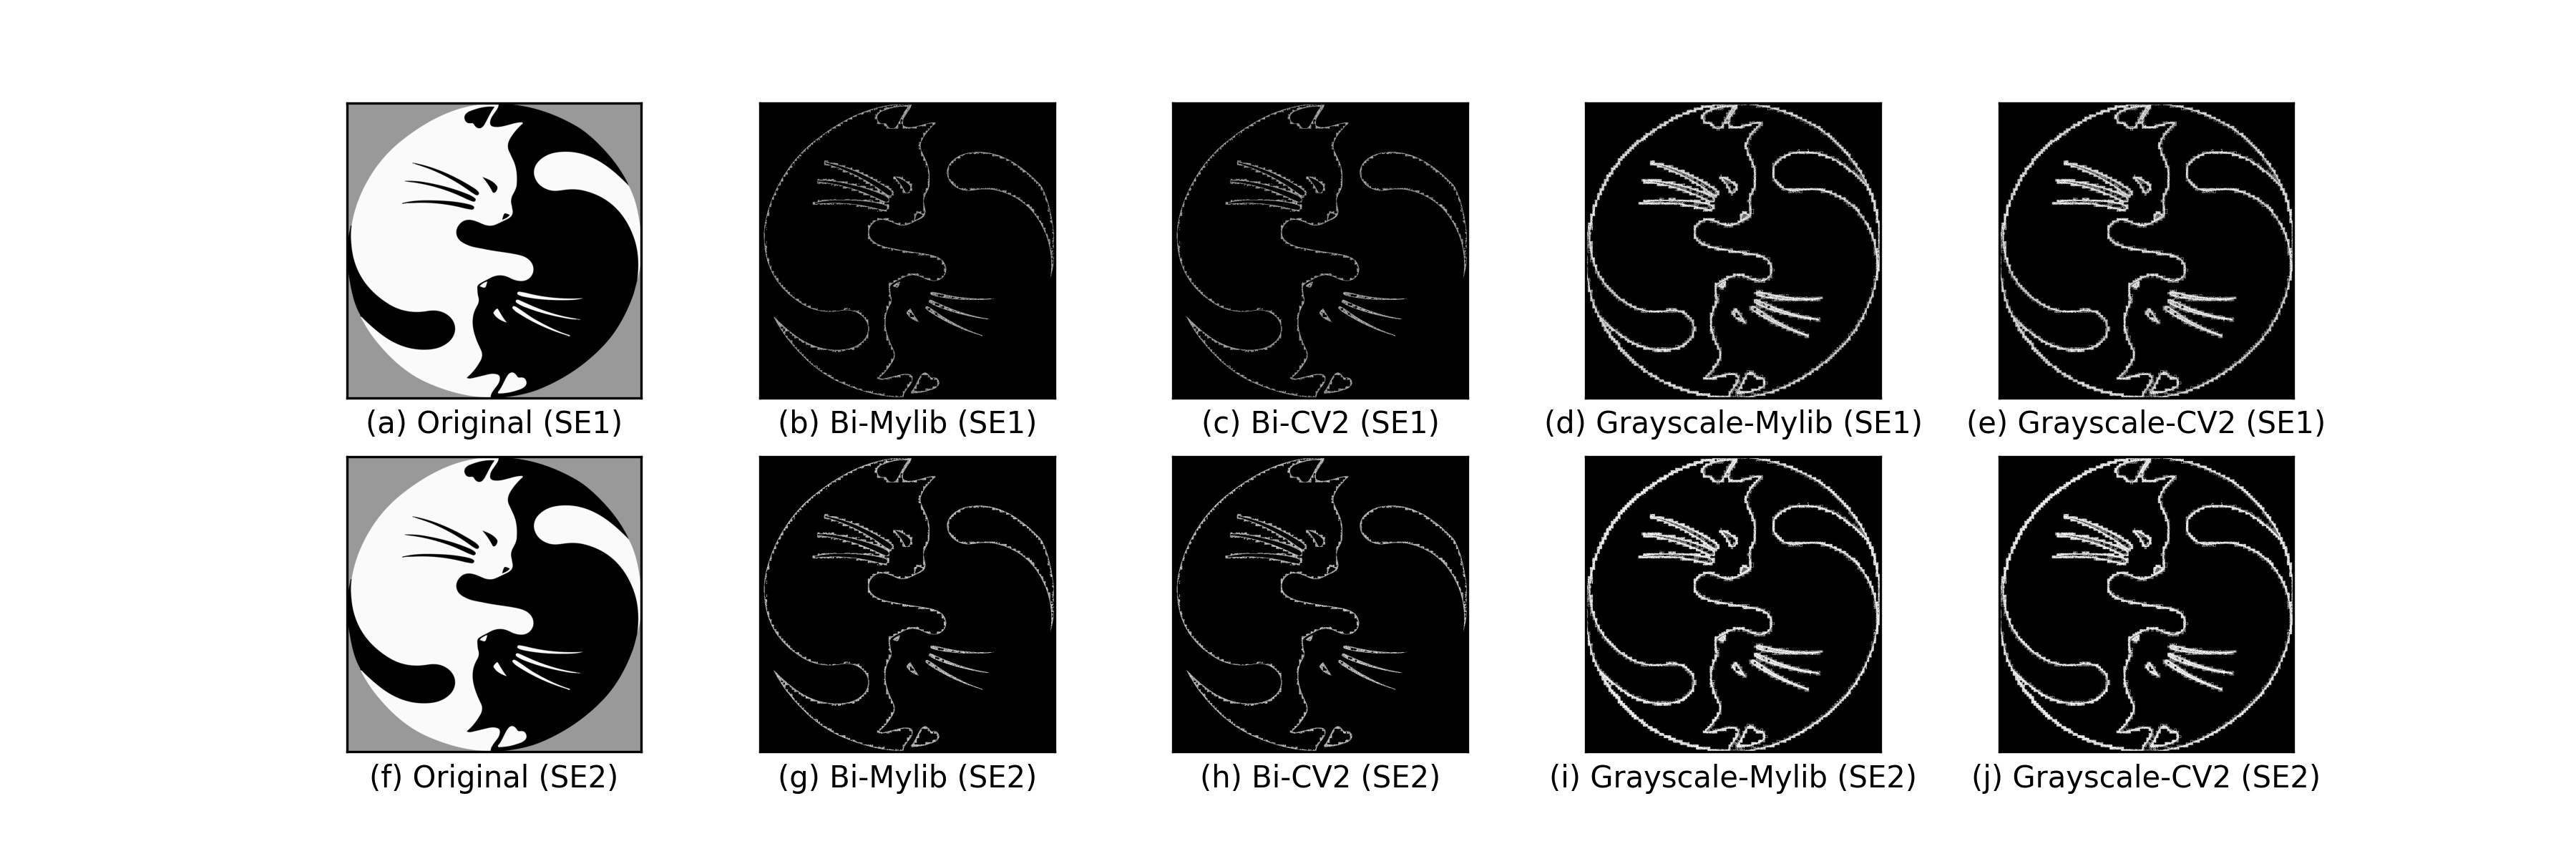 (a) Original (SE1)
(b) Bi-Mylib (SE1)
(c) Bi-CV2 (SE1)
(d) Grayscale-Mylib (SE1)
(e) Grayscale-CV2 (SE1)
(f) Original (SE2)
(g) Bi-Mylib (SE2)
(h) Bi-CV2 (SE2)
(i) Grayscale-Mylib (SE2)
(j) Grayscale-CV2 (SE2)